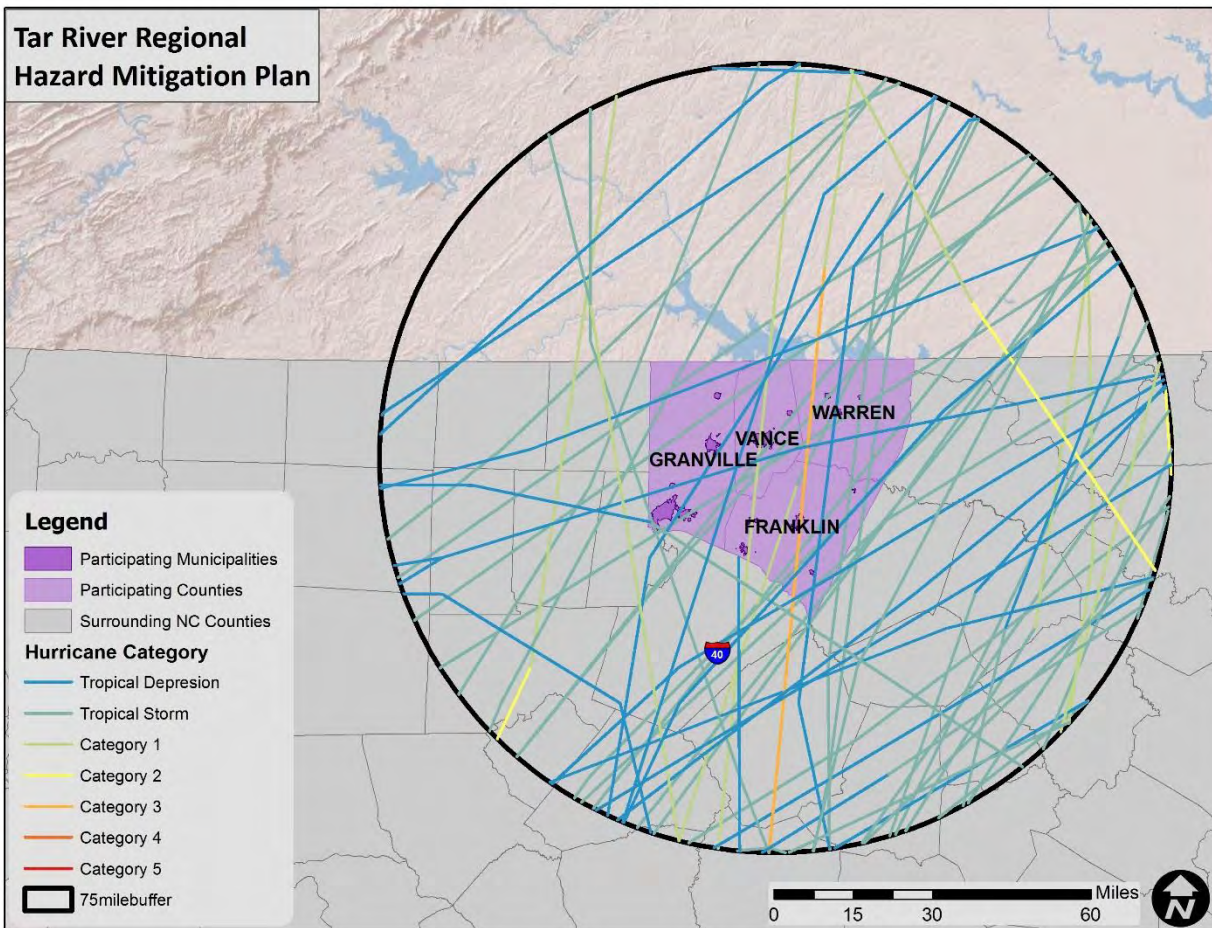 Tar River Regional
Hazard Mitigation Plan
WARREN
VANCE
GRANVILLE
FRANKLIN
40
Legend
Participating Municipalities
Participating Counties
Surrounding NC Counties
Hurricane Category
Tropical Depresion
Tropical Storm
Category 1
Category 2
Category 3
Category 4
Category 5
75milebuffer
Miles
0 15 30 60
N